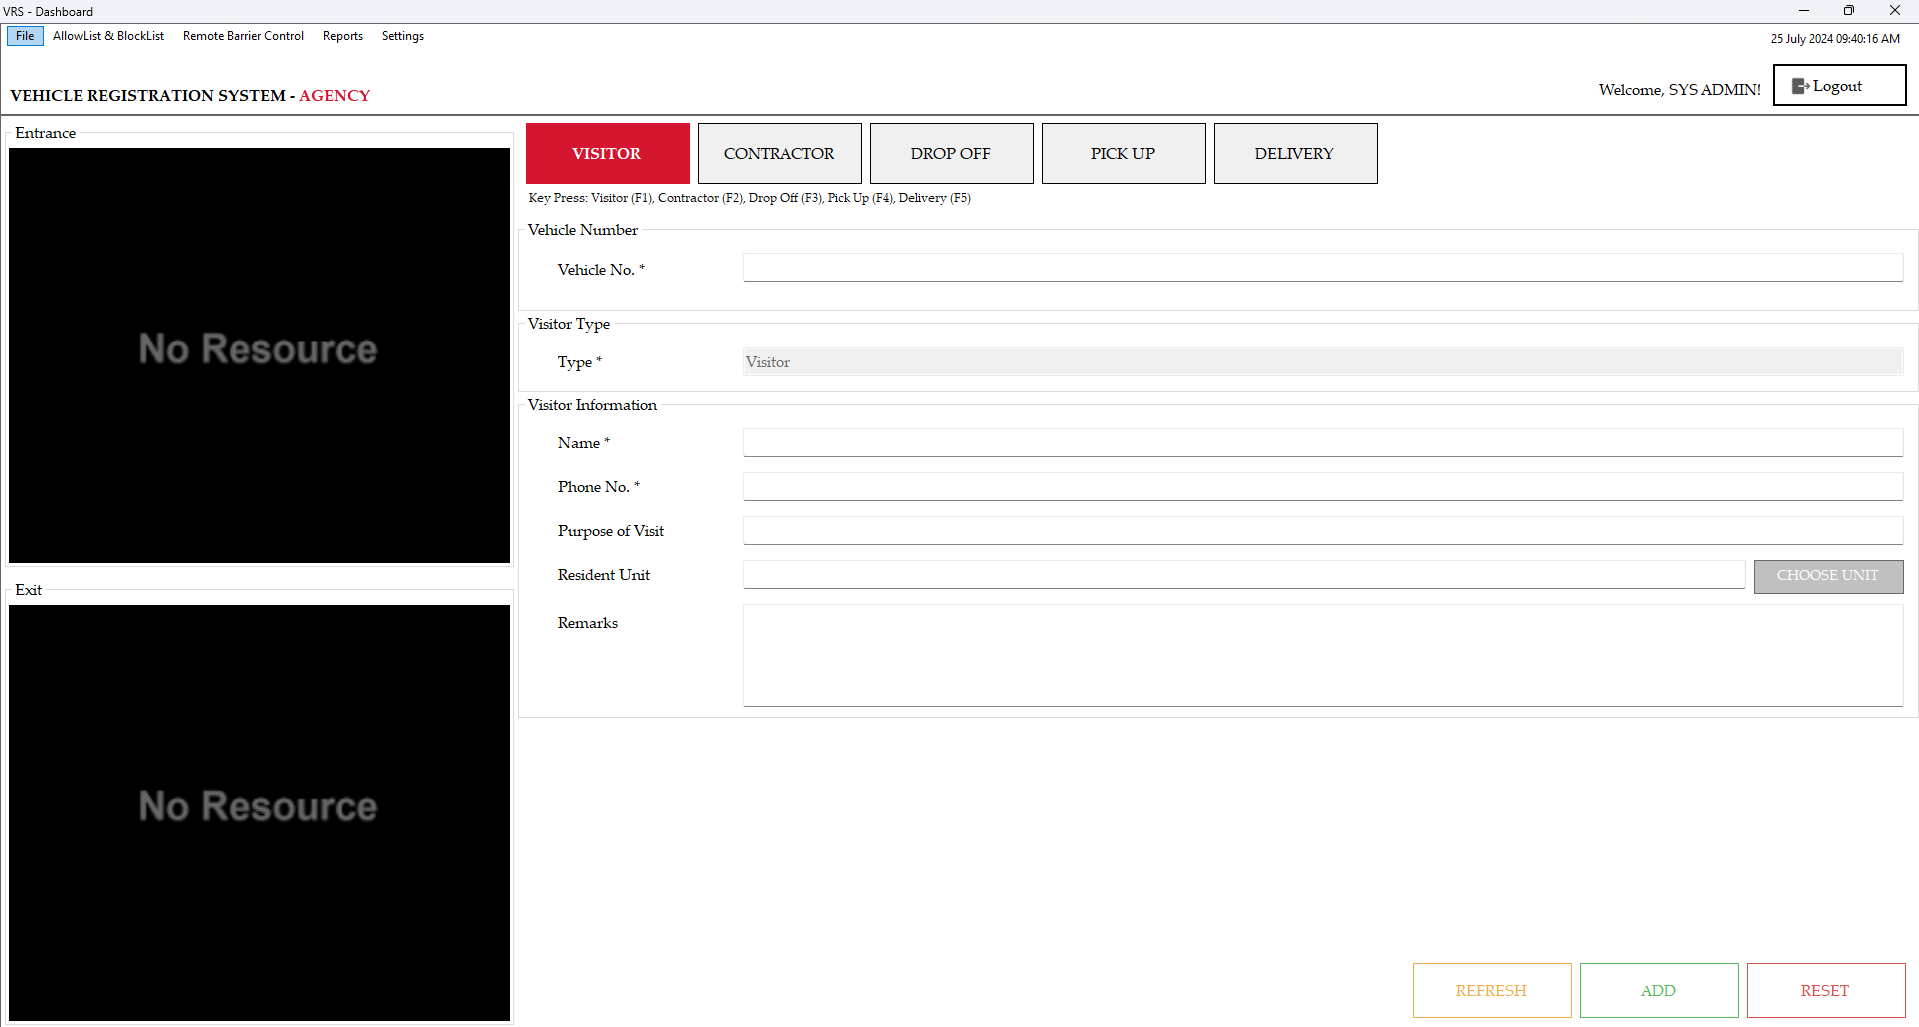 VRS - Dashboard
File AllowList & BlockList Remote Barrier Control Reports Settings
25 July 2024 09:40:16 AM
VEHICLE REGISTRATION SYSTEM - AGENCY
Welcome, SYS ADMIN!
Logout
Entrance
No Resource
Exit
No Resource
VISITOR CONTRACTOR DROP OFF PICK UP DELIVERY
Key Press: Visitor (F1), Contractor (F2), Drop Off (F3), Pick Up (F4), Delivery (F5)
Vehicle Number
Vehicle No. *
Visitor Type
Type * Visitor
Visitor Information
Name *
Phone No. *
Purpose of Visit
Resident Unit CHOOSE UNIT
Remarks
REFRESH ADD RESET